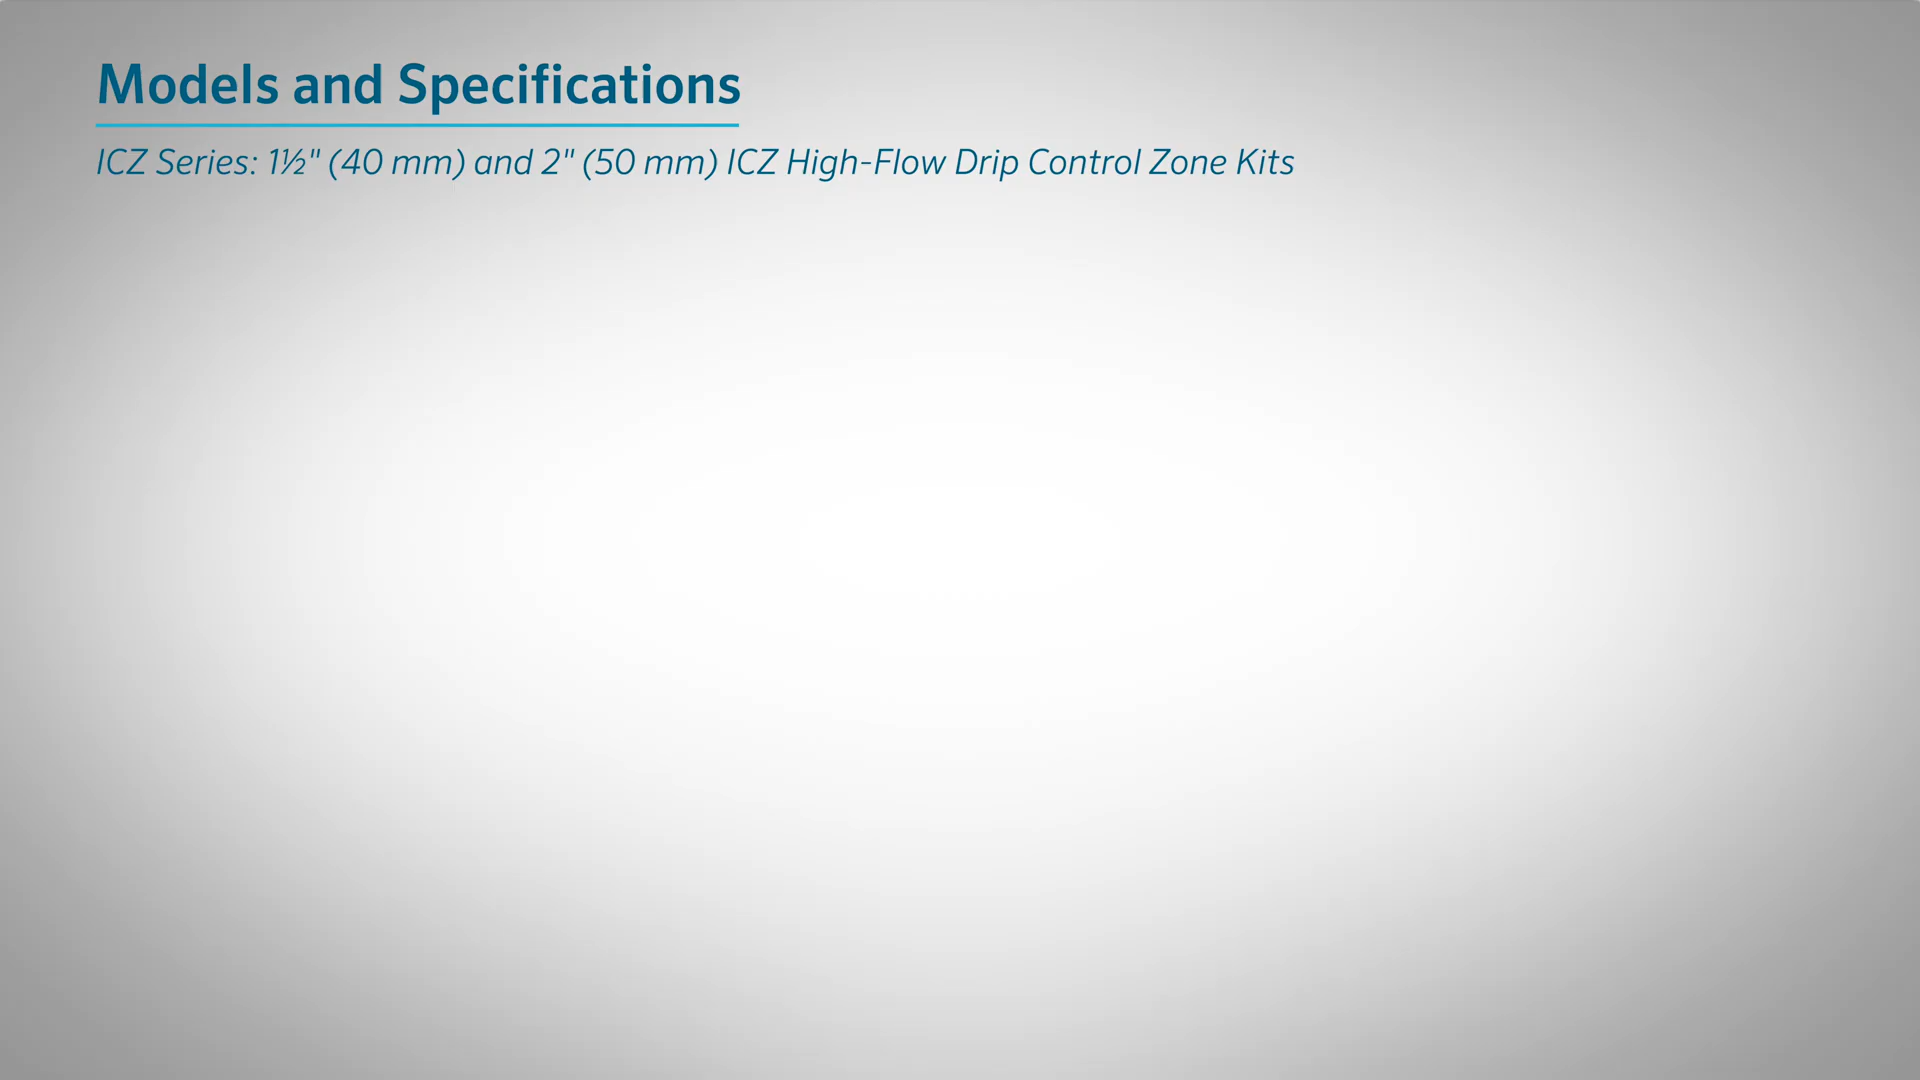 Models and Specifications
ICZ Series: 1½" (40 mm) and 2" (50 mm) ICZ High-Flow Drip Control Zone Kits